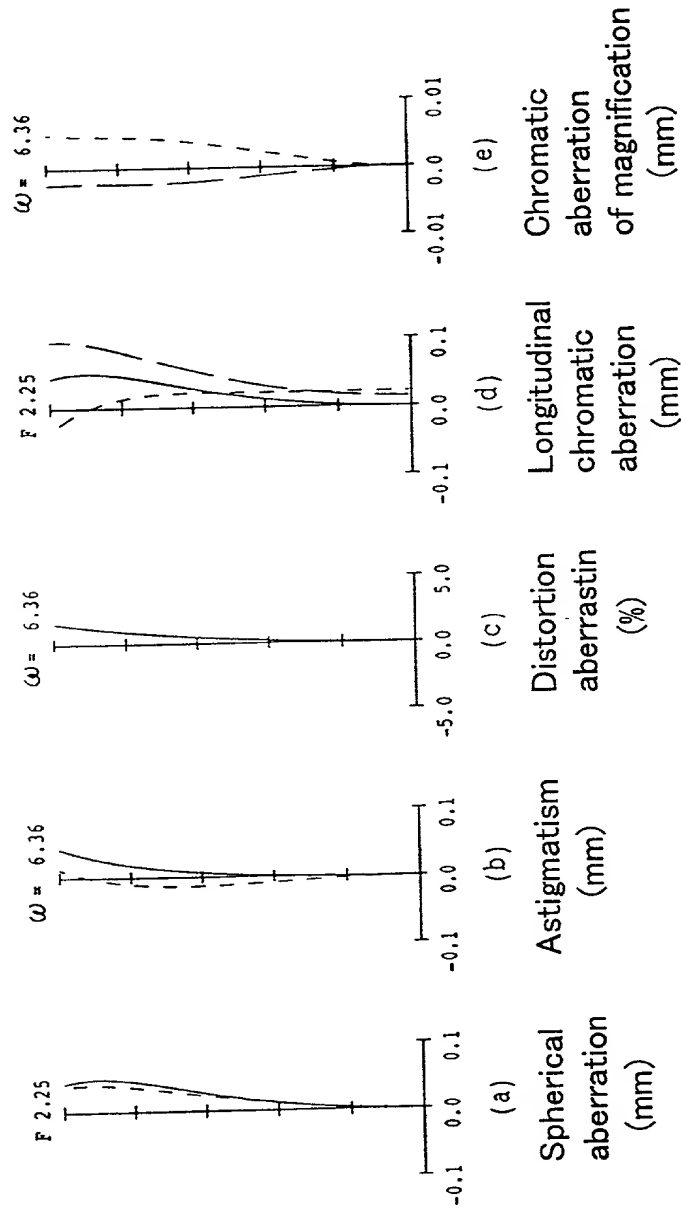 F 2.25
-0.1 0.0 0.1
(a)
Spherical
aberration
(mm)
ω = 6.36
-0.1 0.0 0.1
(b)
Astigmatism
(mm)
ω = 6.36
-5.0 0.0 5.0
(c)
Distortion
aberrastin
(%)
F 2.25
-0.1 0.0 0.1
(d)
Longitudinal
chromatic
aberration
(mm)
ω = 6.36
-0.01 0.0 0.01
(e)
Chromatic
aberration
of magnification
(mm)